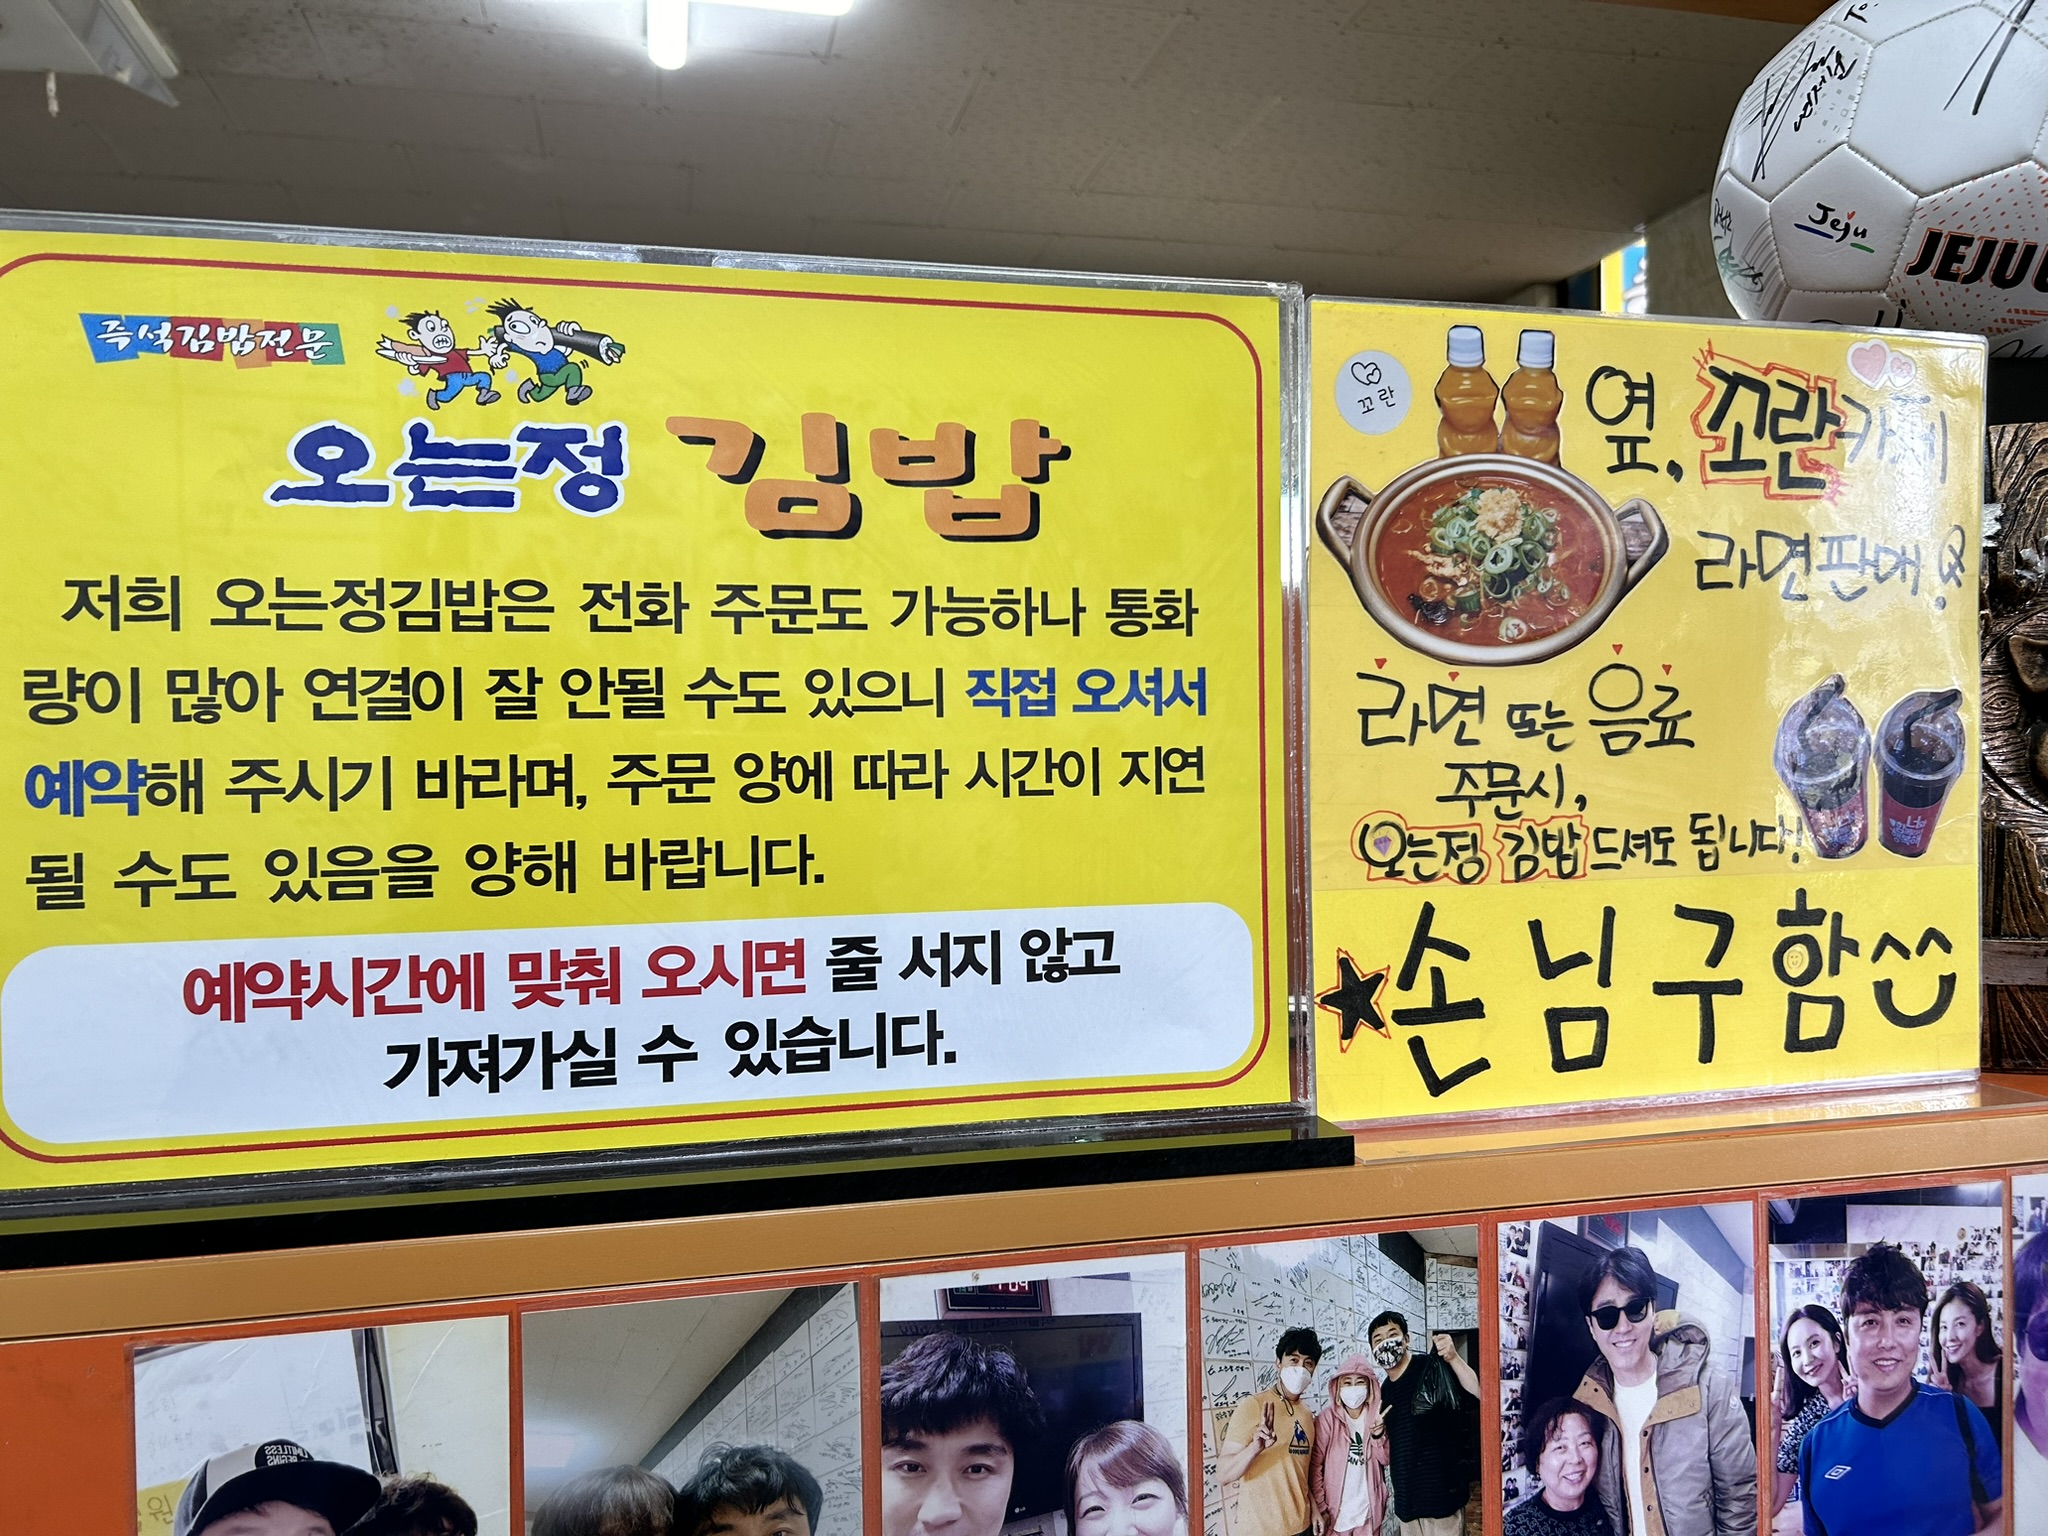 즉석김밥전문
오는정 김밥
저희 오는정김밥은 전화 주문도 가능하나 통화
량이 많아 연결이 잘 안될 수도 있으니 직접 오셔서
예약해 주시기 바라며, 주문 양에 따라 시간이 지연
될 수도 있음을 양해 바랍니다.
예약시간에 맞춰 오시면 줄 서지 않고
가져가실 수 있습니다.
꼬란
옆, 꼬란카페
라면판매
라면 또는 음료
주문시,
오는정 김밥 드셔도 됩니다!
손님구함
To.
Jeju
JEJU